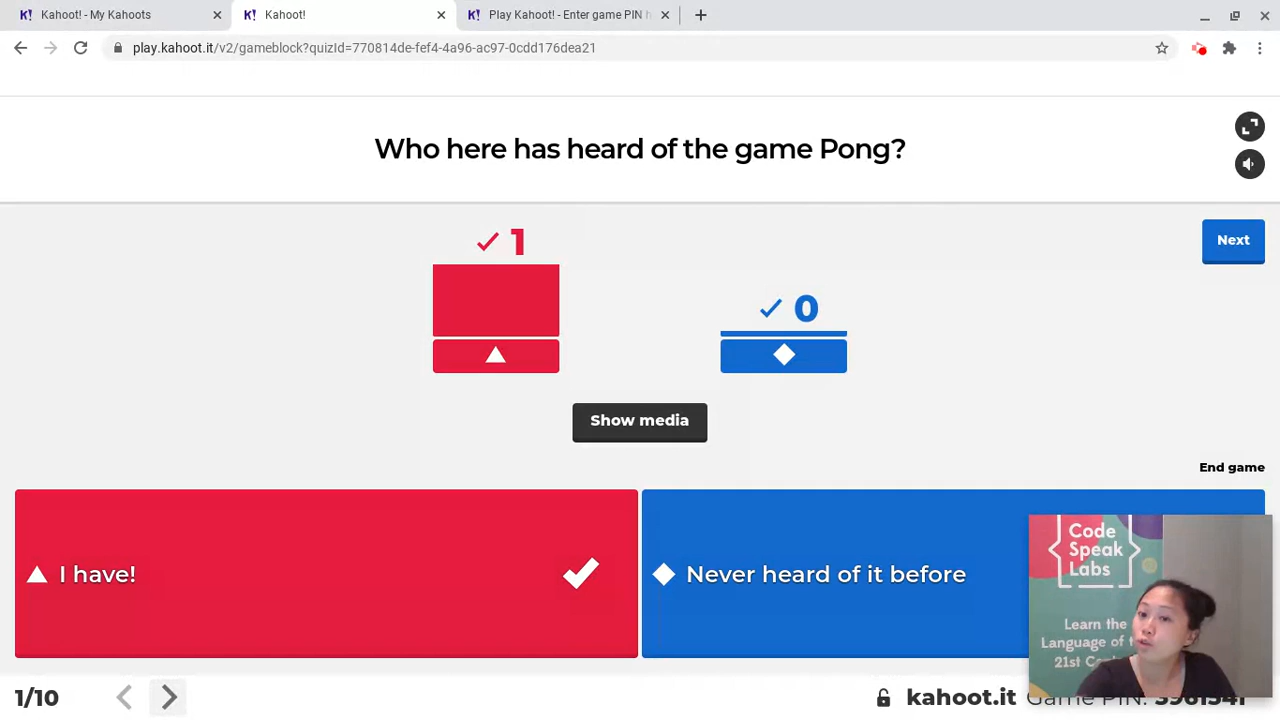 K! Kahoot! - My Kahoots
K! Kahoot!
K! Play Kahoot! - Enter game PIN h
play.kahoot.it/v2/gameblock?quizId=770814de-fef4-4a96-ac97-0cdd176dea21
Who here has heard of the game Pong?
1
0
Next
Show media
End game
I have!
Never heard of it before
Code
Speak
Labs
Learn the
Language of
21st
1/10
kahoot.it Game PIN: 3961541